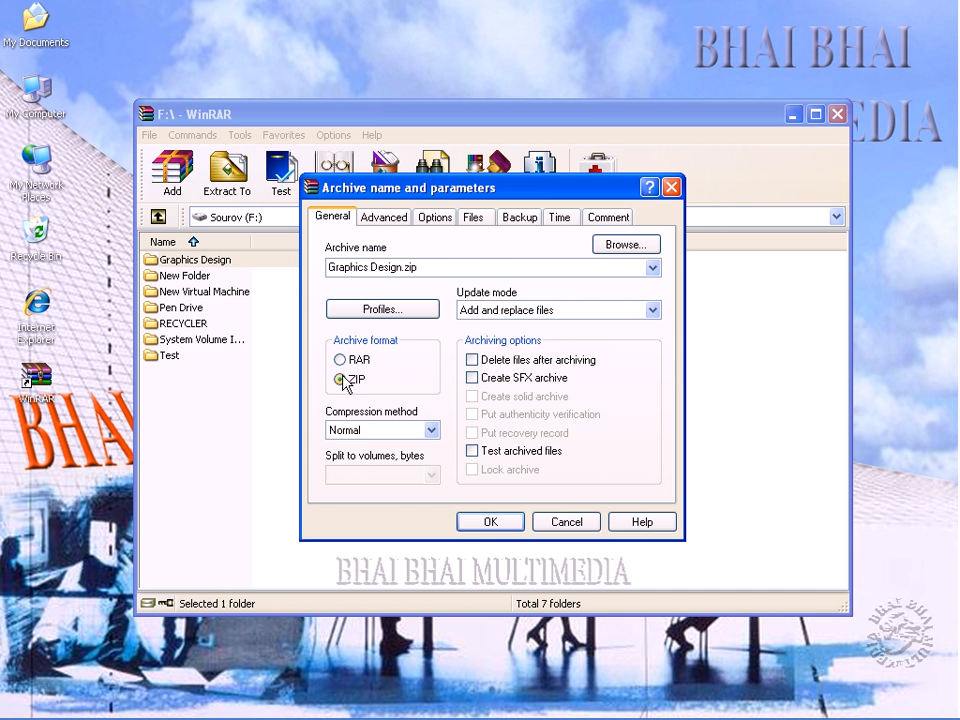 My Documents
My Computer
My Network
Places
Recycle Bin
Internet
Explorer
WinRAR
BHAI BHAI
EDIA
BHA
F:\ - WinRAR
File Commands Tools Favorites Options Help
Add Extract To Test
Sourov (F:)
Name
Graphics Design
New Folder
New Virtual Machine
Pen Drive
RECYCLER
System Volume I...
Test
Archive name and parameters
General Advanced Options Files Backup Time Comment
Archive name
Browse...
Graphics Design.zip
Profiles...
Update mode
Add and replace files
Archive format
RAR
ZIP
Compression method
Normal
Split to volumes, bytes
Archiving options
Delete files after archiving
Create SFX archive
Create solid archive
Put authenticity verification
Put recovery record
Test archived files
Lock archive
OK Cancel Help
BHAI BHAI MULTIMEDIA
Selected 1 folder
Total 7 folders
BHAI BHAI MULTIMEDIA